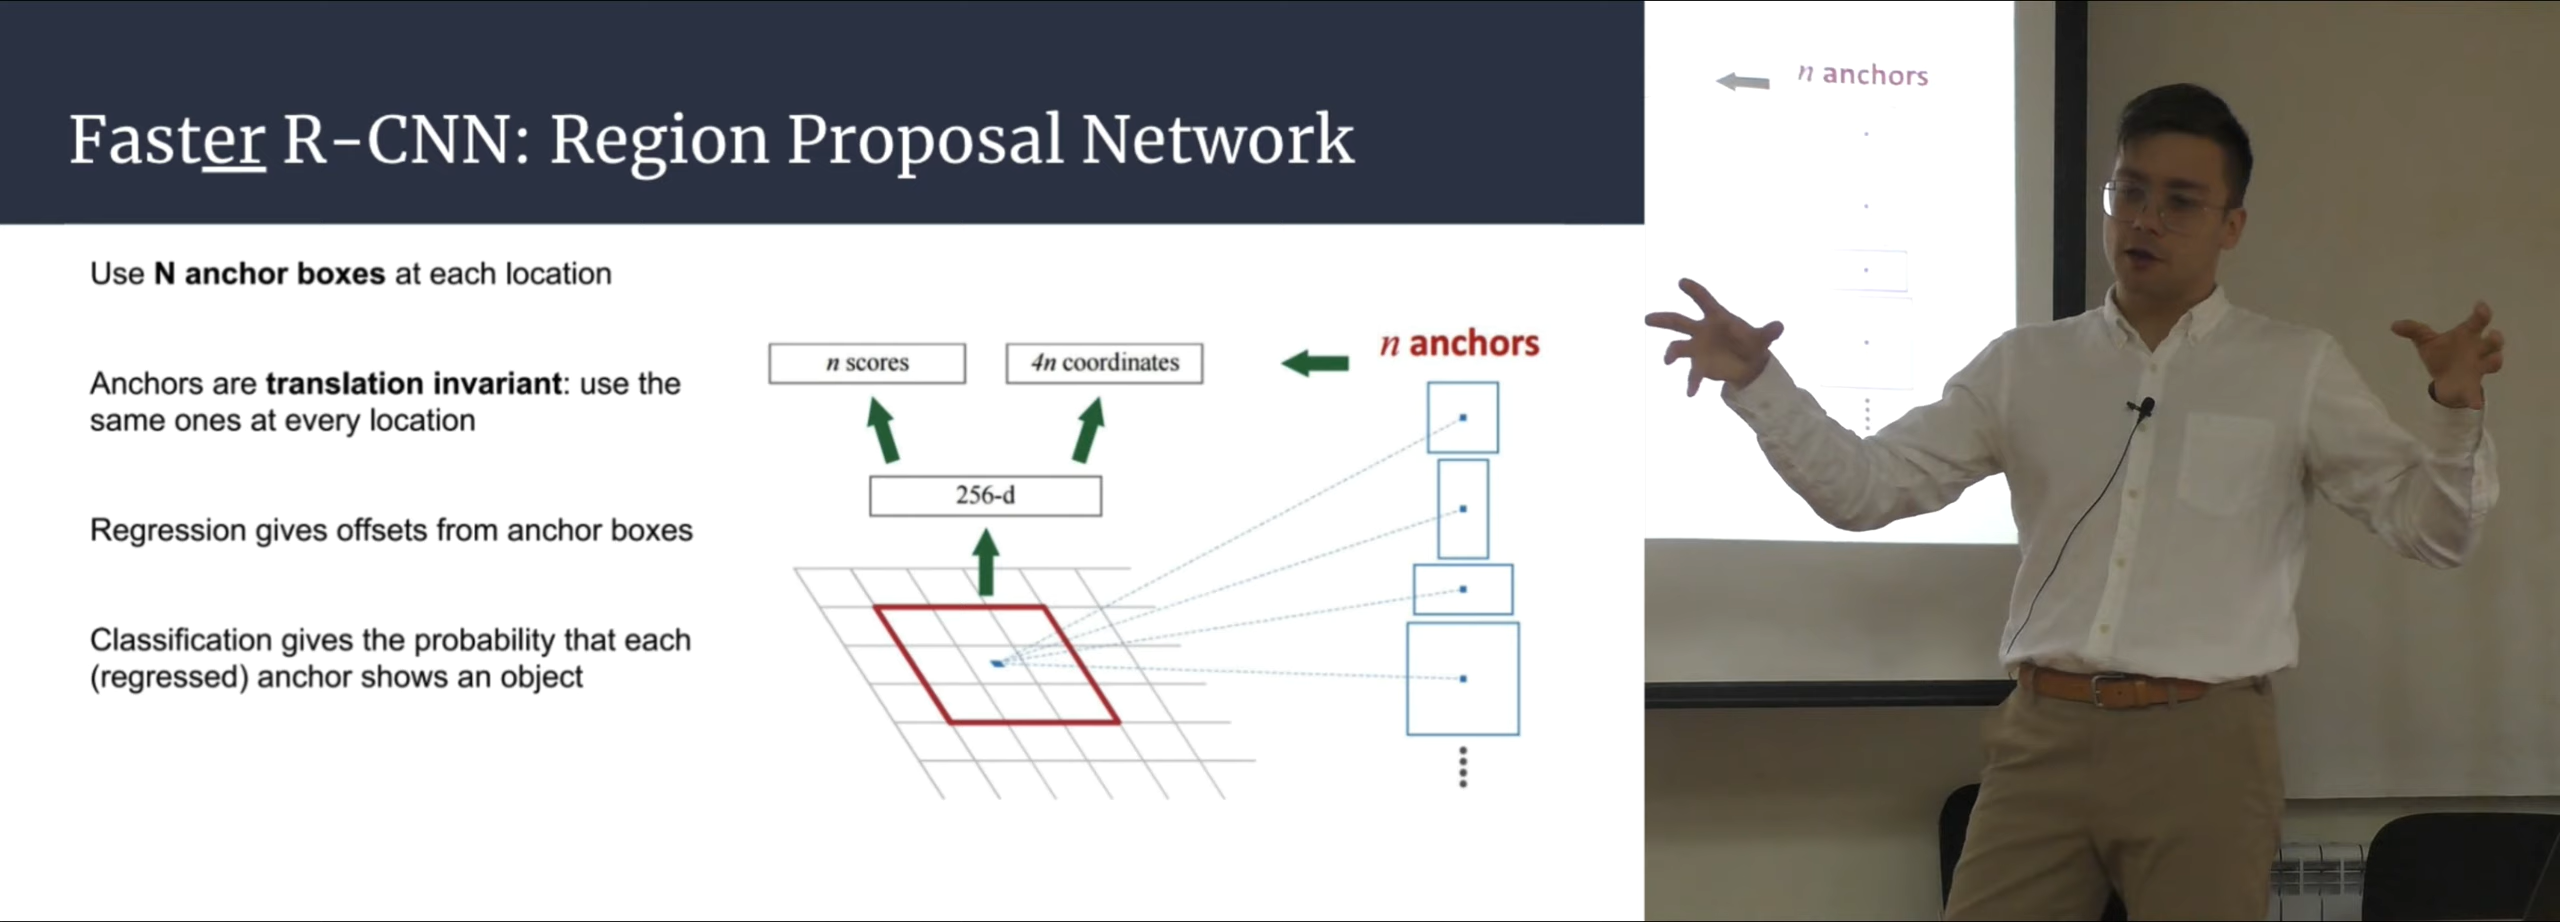 Faster R-CNN: Region Proposal Network
Use N anchor boxes at each location
Anchors are translation invariant: use the
same ones at every location
Regression gives offsets from anchor boxes
Classification gives the probability that each
(regressed) anchor shows an object
n scores
4n coordinates
n anchors
256-d
n anchors